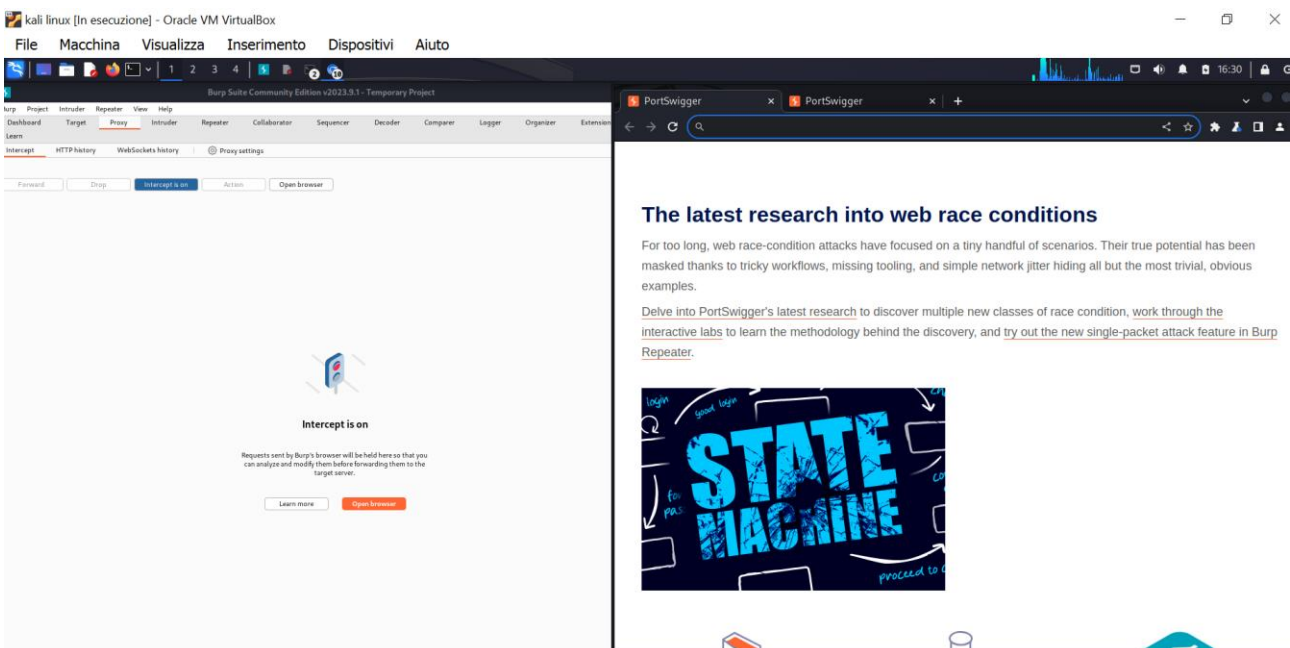 kali linux [In esecuzione] - Oracle VM VirtualBox
File Macchina Visualizza Inserimento Dispositivi Aiuto
1 2 3 4
2
10
16:30
Burp Suite Community Edition v2023.9.1 - Temporary Project
Project Intruder Repeater View Help
Dashboard Target Proxy Intruder Repeater Collaborator Sequencer Decoder Comparer Logger Organizer Extension
Learn
Intercept HTTP history WebSockets history Proxy settings
Forward Drop Intercept is on Action Open browser
Intercept is on
Requests sent by Burp's browser will be held here so that you
can analyze and modify them before forwarding them to the
target server.
Learn more Open browser
PortSwigger PortSwigger
The latest research into web race conditions
For too long, web race-condition attacks have focused on a tiny handful of scenarios. Their true potential has been
masked thanks to tricky workflows, missing tooling, and simple network jitter hiding all but the most trivial, obvious
examples.
Delve into PortSwigger's latest research to discover multiple new classes of race condition, work through the
interactive labs to learn the methodology behind the discovery, and try out the new single-packet attack feature in Burp
Repeater.
login
good login
STATE
MACHINE
proceed to